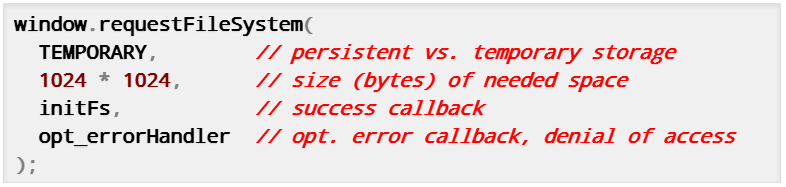 window.requestFileSystem(
  TEMPORARY,        // persistent vs. temporary storage
  1024 * 1024,      // size (bytes) of needed space
  initFs,           // success callback
  opt_errorHandler  // opt. error callback, denial of access
);